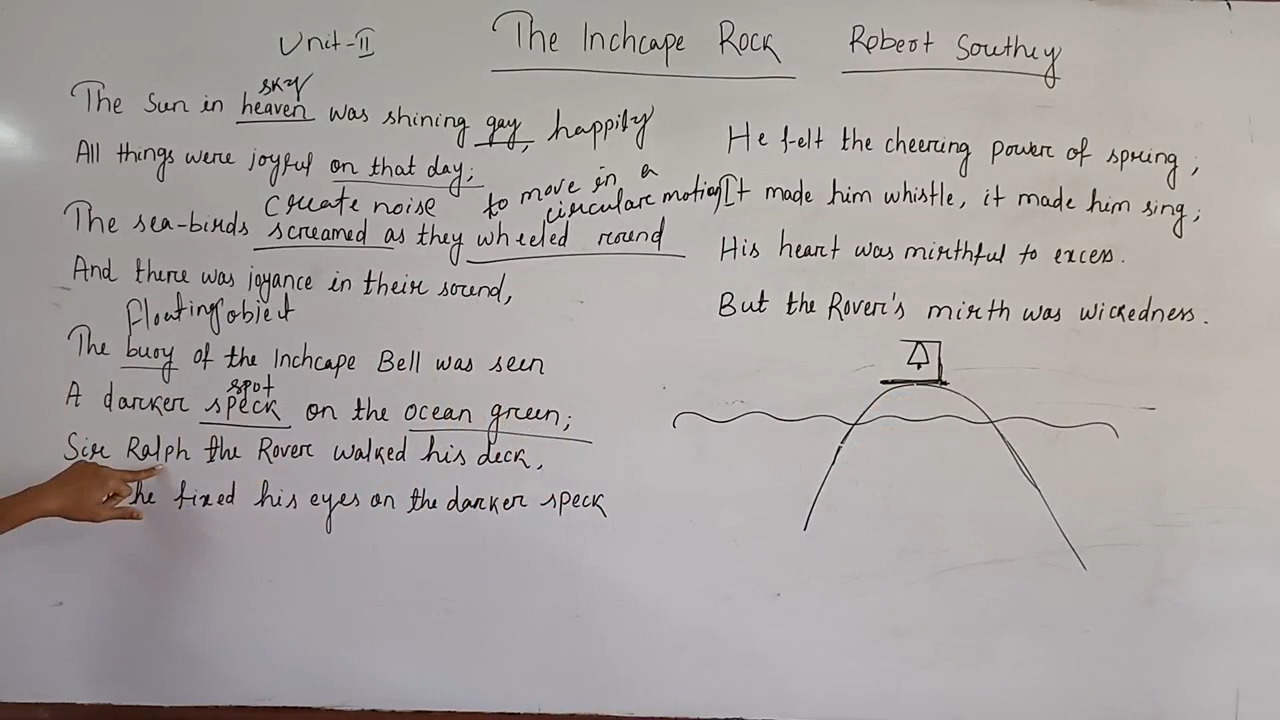 Unit-II
The Inchcape Rock
Robert Southey
sky
The Sun in heaven was shining gay, happily
All things were joyful on that day;
create noise to move in a circular motion
The sea-birds screamed as they wheeled round
And there was joyance in their sound,
floating object
The buoy of the Inchcape Bell was seen
spot
A darker speck on the ocean green;
Sir Ralph the Rover walked his deck,
he fixed his eyes on the darker speck
He felt the cheering power of spring;
It made him whistle, it made him sing;
His heart was mirthful to excess.
But the Rover's mirth was wickedness.